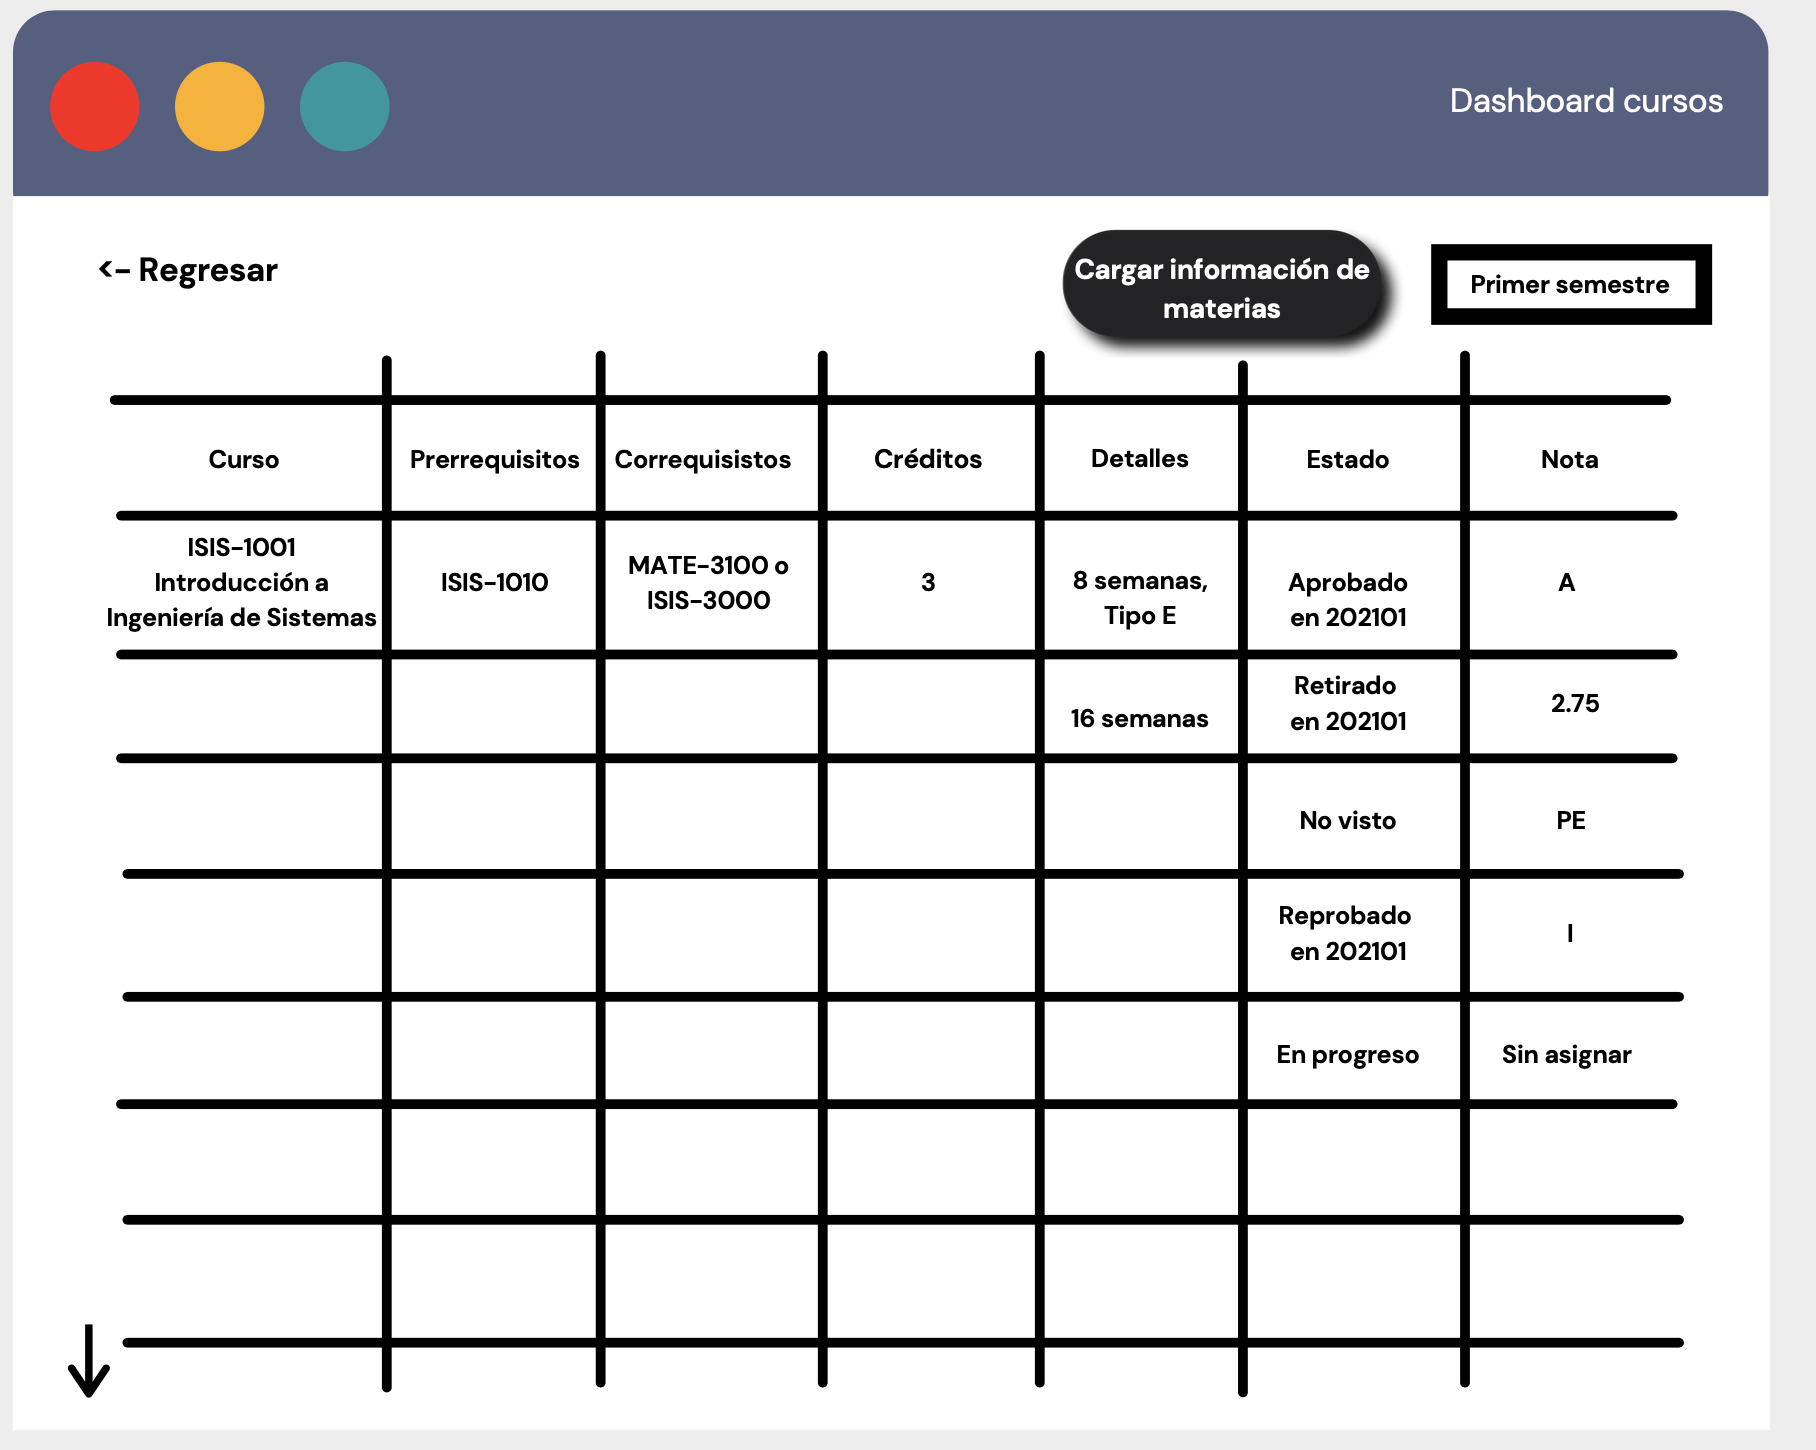 Dashboard cursos
<- Regresar
Cargar información de
materias
Primer semestre
Curso
Prerrequisitos
Correquisistos
Créditos
Detalles
Estado
Nota
ISIS-1001
Introducción a
Ingeniería de Sistemas
ISIS-1010
MATE-3100 o
ISIS-3000
3
8 semanas,
Tipo E
Aprobado
en 202101
A
16 semanas
Retirado
en 202101
2.75
No visto
PE
Reprobado
en 202101
I
En progreso
Sin asignar